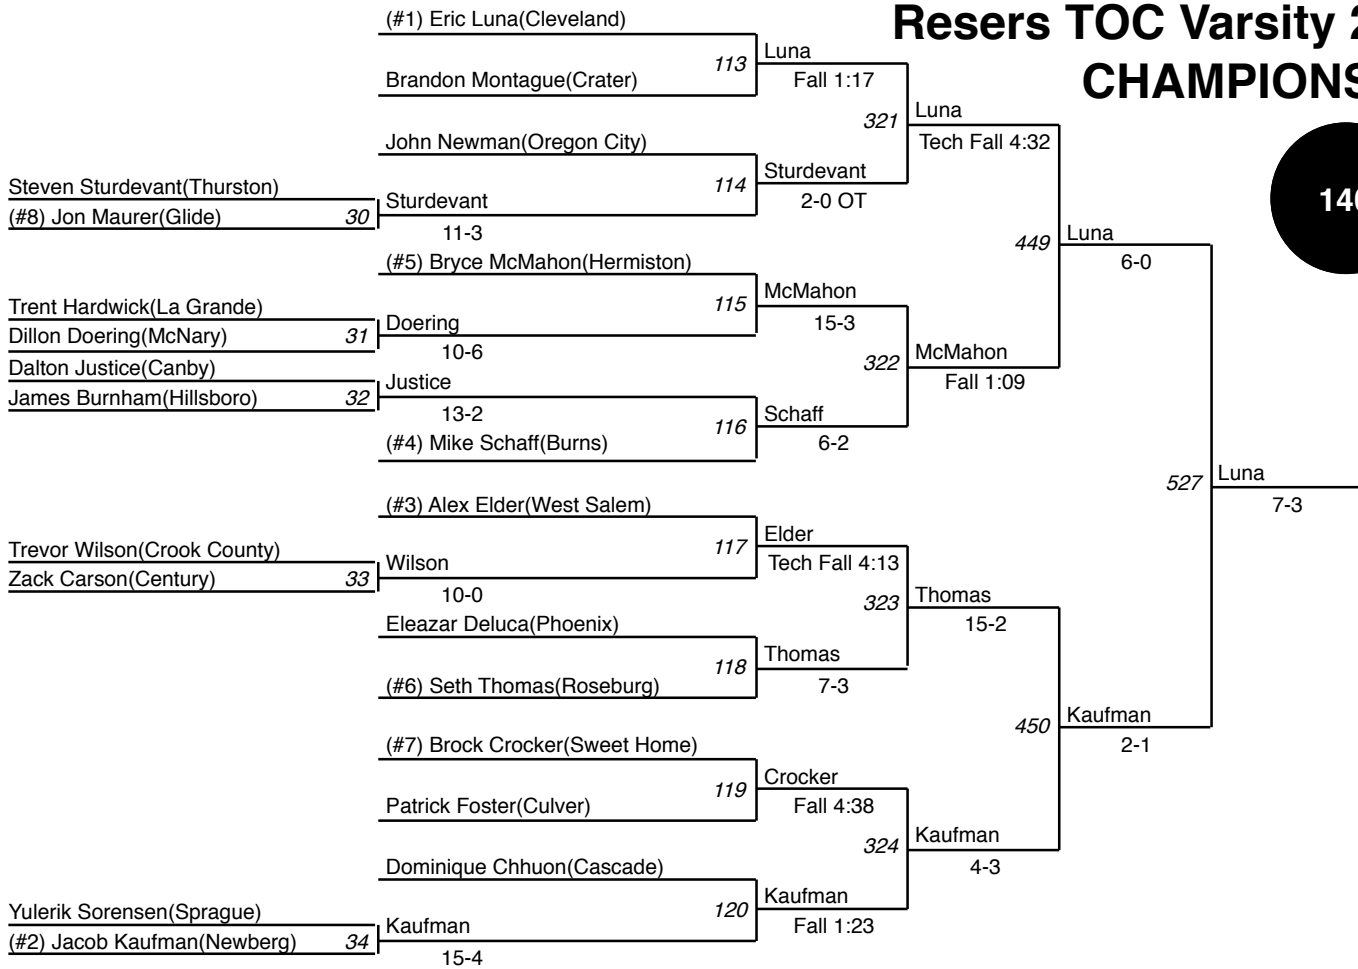 Resers TOC Varsity 2
CHAMPIONS
140
(#1) Eric Luna(Cleveland)
113
Brandon Montague(Crater)
Luna
Fall 1:17
John Newman(Oregon City)
114
Steven Sturdevant(Thurston)
(#8) Jon Maurer(Glide)
30
Sturdevant
11-3
Sturdevant
2-0 OT
321
Luna
Tech Fall 4:32
(#5) Bryce McMahon(Hermiston)
115
Trent Hardwick(La Grande)
Dillon Doering(McNary)
31
Doering
10-6
McMahon
15-3
Dalton Justice(Canby)
James Burnham(Hillsboro)
32
Justice
13-2
116
(#4) Mike Schaff(Burns)
Schaff
6-2
322
McMahon
Fall 1:09
449
Luna
6-0
(#3) Alex Elder(West Salem)
117
Trevor Wilson(Crook County)
Zack Carson(Century)
33
Wilson
10-0
Elder
Tech Fall 4:13
Eleazar Deluca(Phoenix)
118
(#6) Seth Thomas(Roseburg)
Thomas
7-3
323
Thomas
15-2
(#7) Brock Crocker(Sweet Home)
119
Patrick Foster(Culver)
Crocker
Fall 4:38
Dominique Chhuon(Cascade)
120
Yulerik Sorensen(Sprague)
(#2) Jacob Kaufman(Newberg)
34
Kaufman
15-4
Kaufman
Fall 1:23
324
Kaufman
4-3
450
Kaufman
2-1
527
Luna
7-3